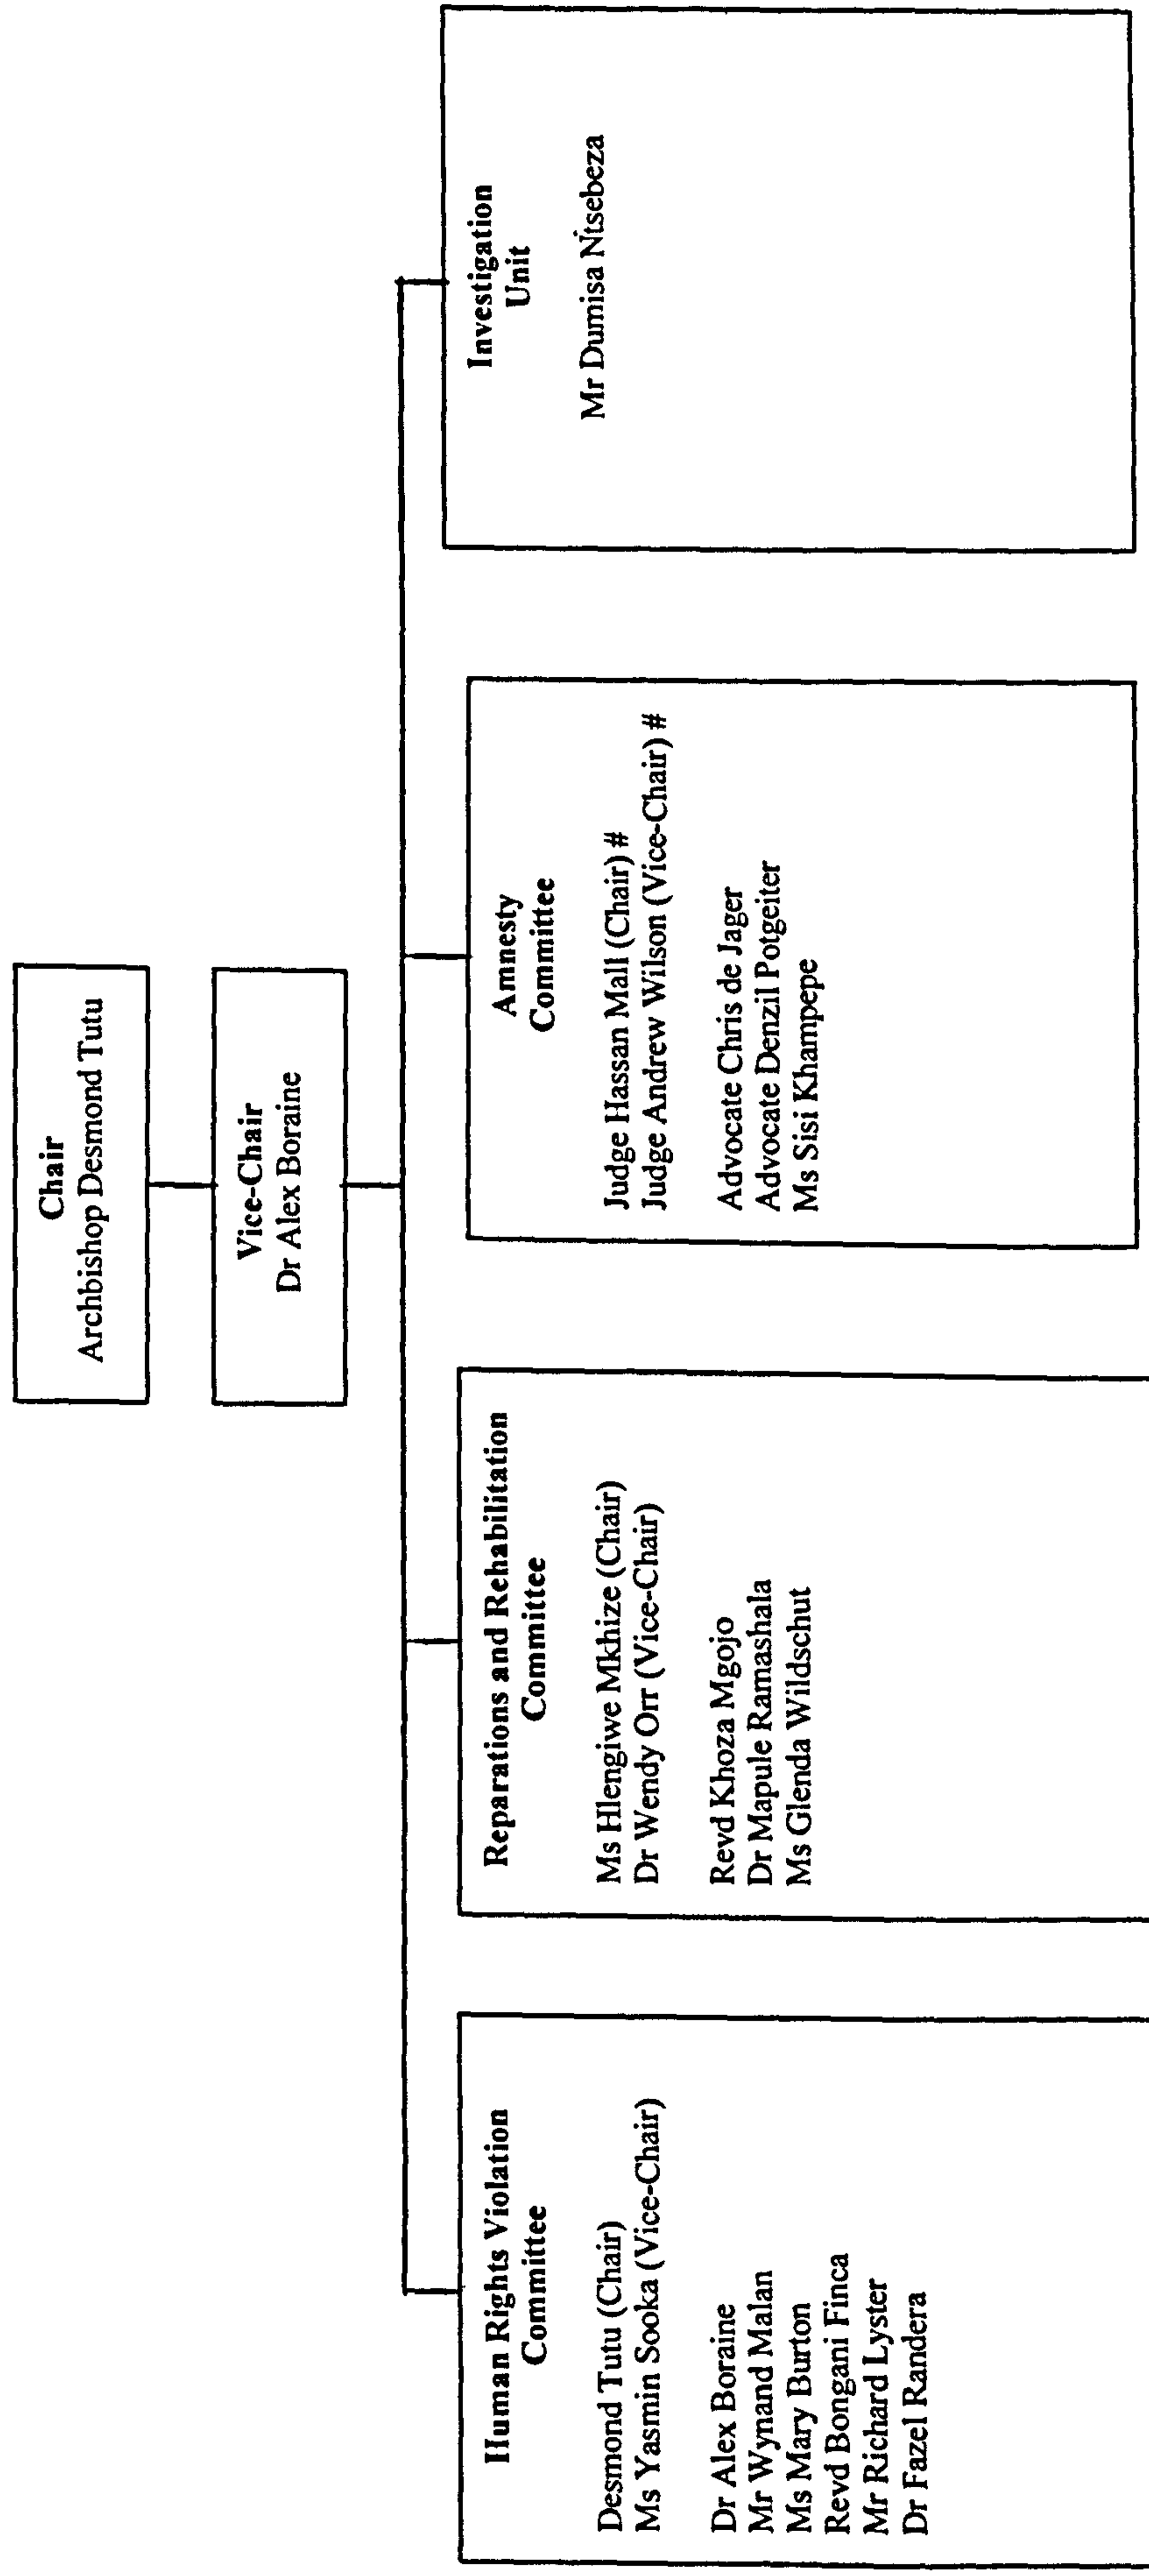 Chair
Archbishop Desmond Tutu
Vice-Chair
Dr Alex Boraine
Human Rights Violation
Committee
Desmond Tutu (Chair)
Ms Yasmin Sooka (Vice-Chair)
Dr Alex Boraine
Mr Wynand Malan
Ms Mary Burton
Revd Bongani Finca
Mr Richard Lyster
Dr Fazel Randera
Reparations and Rehabilitation
Committee
Ms Hlengiwe Mkhize (Chair)
Dr Wendy Orr (Vice-Chair)
Revd Khoza Mgojo
Dr Mapule Ramashala
Ms Glenda Wildschut
Amnesty
Committee
Judge Hassan Mall (Chair) #
Judge Andrew Wilson (Vice-Chair) #
Advocate Chris de Jager
Advocate Denzil Potgeiter
Ms Sisi Khampepe
Investigation
Unit
Mr Dumisa Ntsebeza